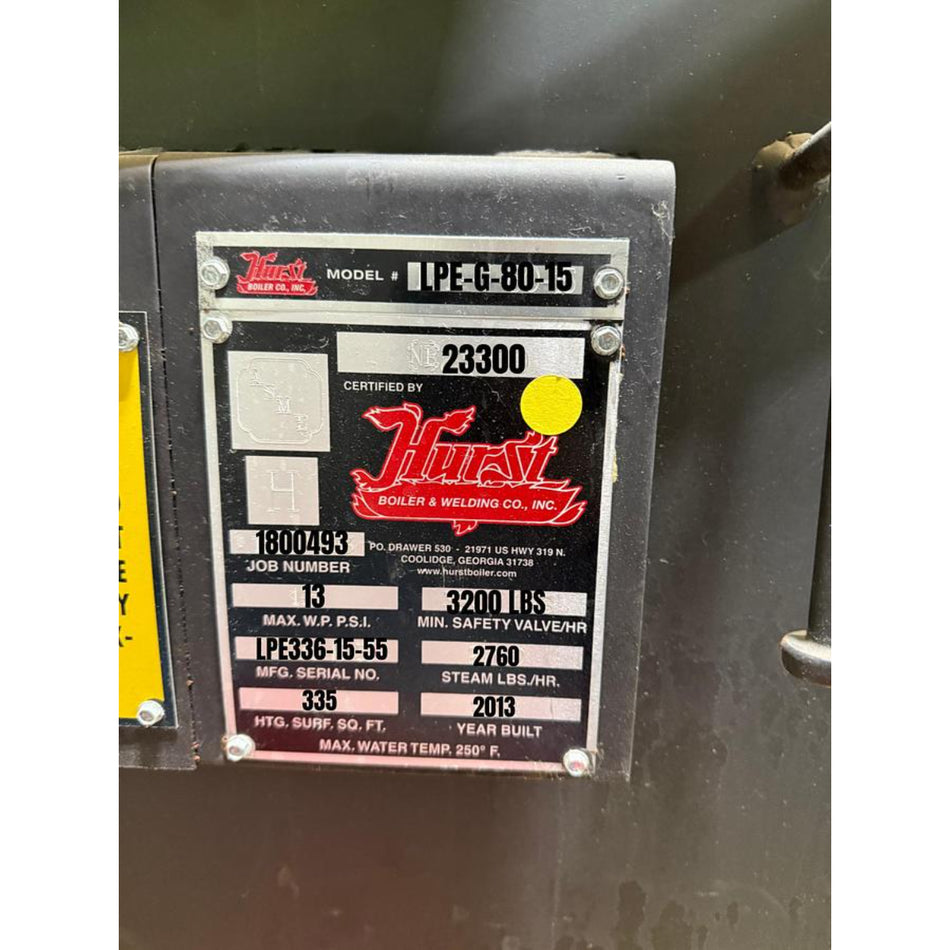 Hurst
BOILER CO., INC.
MODEL # LPE-G-80-15
NB 23300
CERTIFIED BY
Hurst
BOILER & WELDING CO., INC.
H
1800493
JOB NUMBER
P.O. DRAWER 530 - 21971 US HWY 319 N.
COOLIDGE, GEORGIA 31738
www.hurstboiler.com
13
MAX. W.P. P.S.I.
3200 LBS
MIN. SAFETY VALVE/HR
LPE336-15-55
MFG. SERIAL NO.
2760
STEAM LBS./HR.
335
HTG. SURF. SQ. FT.
2013
YEAR BUILT
MAX. WATER TEMP. 250° F.